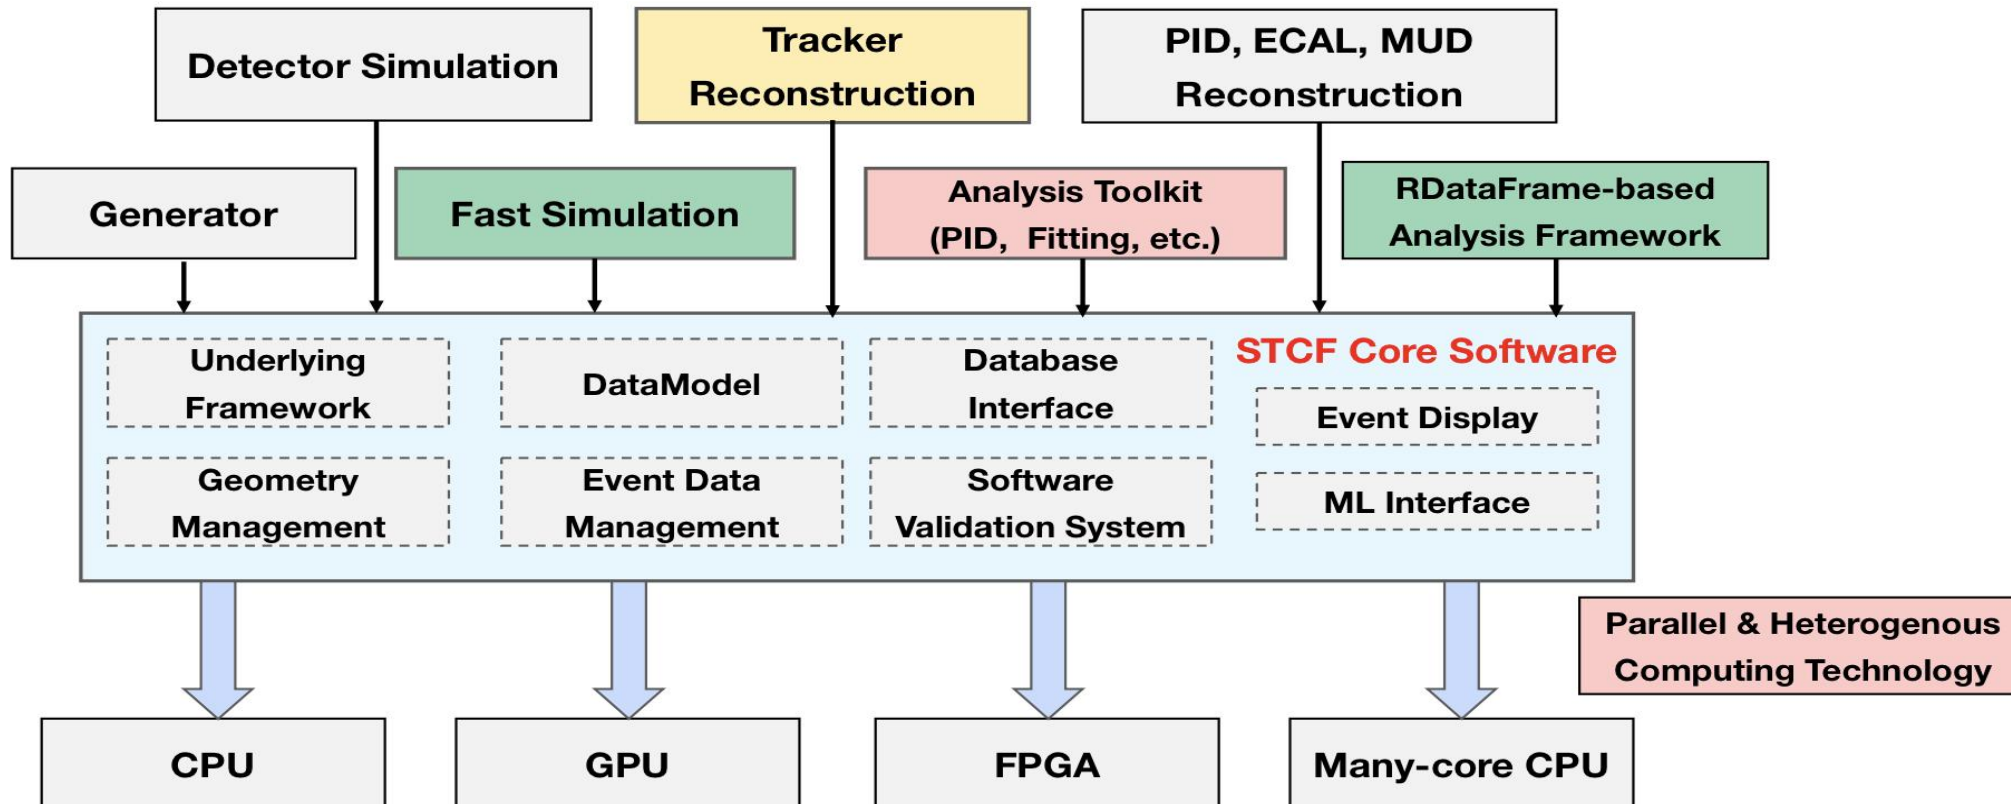 Detector Simulation
Tracker
Reconstruction
PID, ECAL, MUD
Reconstruction
Generator
Fast Simulation
Analysis Toolkit
(PID, Fitting, etc.)
RDataFrame-based
Analysis Framework
Underlying
Framework
DataModel
Database
Interface
STCF Core Software
Event Display
Geometry
Management
Event Data
Management
Software
Validation System
ML Interface
Parallel & Heterogenous
Computing Technology
CPU
GPU
FPGA
Many-core CPU